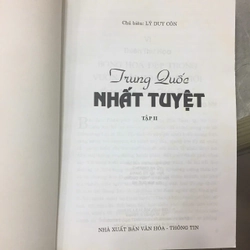 Chủ biên: LÝ DUY CÔN
Trung Quốc
NHẤT TUYỆT
TẬP II
NHÀ XUẤT BẢN VĂN HÓA - THÔNG TIN